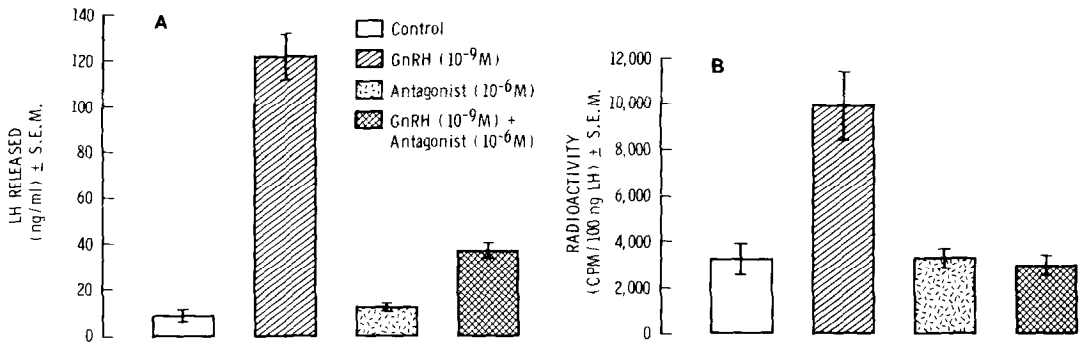 A
140
120
100
80
60
40
20
0
LH RELEASED
(ng/ml) ± S.E.M.
Control
GnRH (10⁻⁹M)
Antagonist (10⁻⁶M)
GnRH (10⁻⁹M) +
Antagonist (10⁻⁶M)
B
12,000
10,000
8,000
6,000
4,000
2,000
0
RADIOACTIVITY
(CPM/100 ng LH) ± S.E.M.